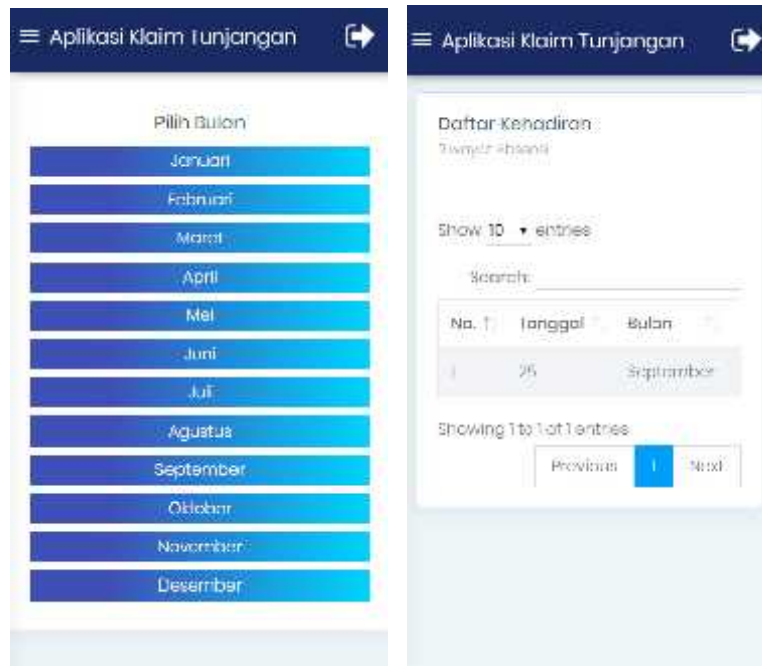 Aplikasi Klaim Tunjangan
Pilih Bulan
Januari
Februari
Maret
April
Mei
Juni
Juli
Agustus
September
Oktober
November
Desember
Aplikasi Klaim Tunjangan
Daftar Kehadiran
Show 10 entries
Search:
No. Tanggal Bulan
1 25 September
Showing 1 to 1 of 1 entries
Previous 1 Next